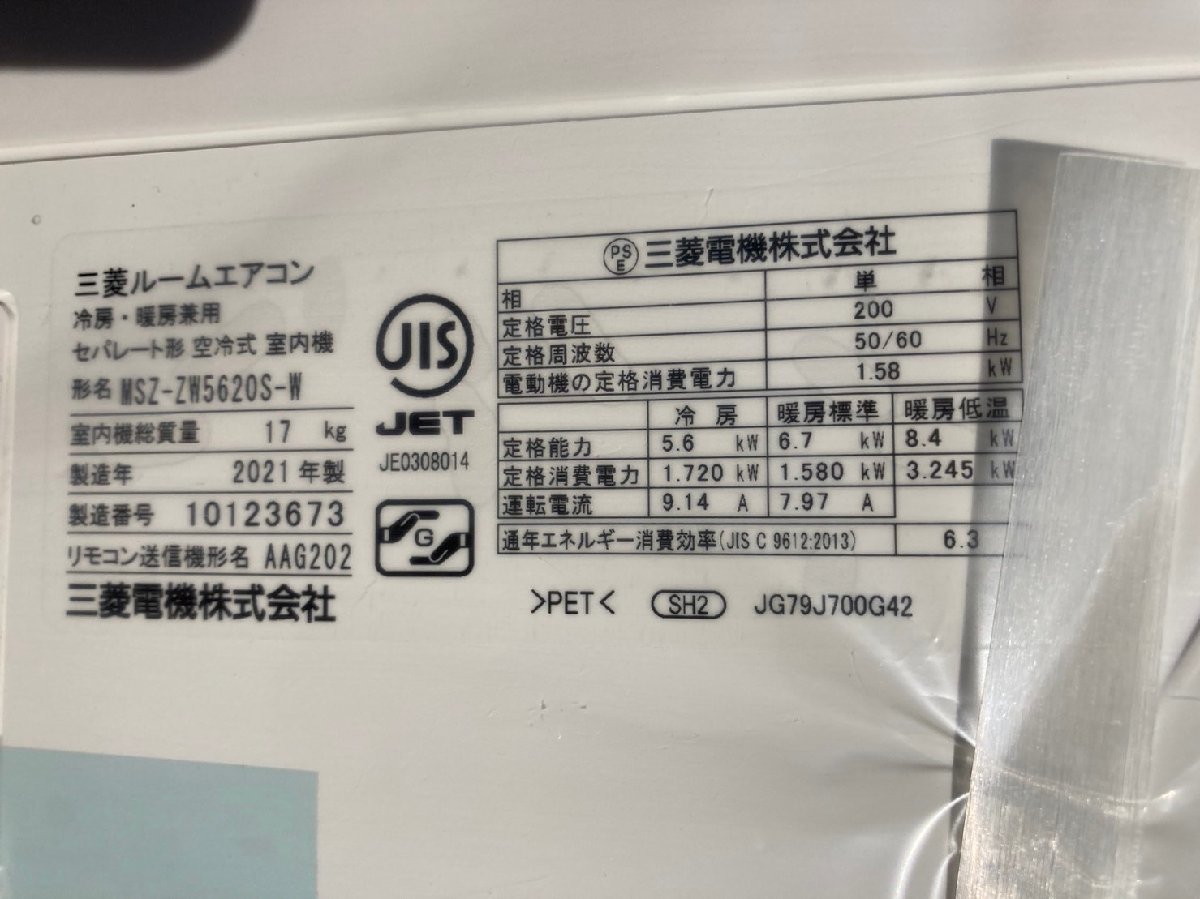 三菱ルームエアコン
冷房・暖房兼用
セパレート形 空冷式 室内機
形名 MSZ-ZW5620S-W
室内機総質量 17 kg
製造年 2021年製
製造番号 10123673
リモコン送信機形名 AAG202
三菱電機株式会社
JIS
JET
JE0308014
G
PSE 三菱電機株式会社
相 単 相
定格電圧 200 V
定格周波数 50/60 Hz
電動機の定格消費電力 1.58 kW
冷 房 暖房標準 暖房低温
定格能力 5.6 kW 6.7 kW 8.4 kW
定格消費電力 1.720 kW 1.580 kW 3.245 kW
運転電流 9.14 A 7.97 A
通年エネルギー消費効率(JIS C 9612:2013) 6.3
>PET< SH2 JG79J700G42